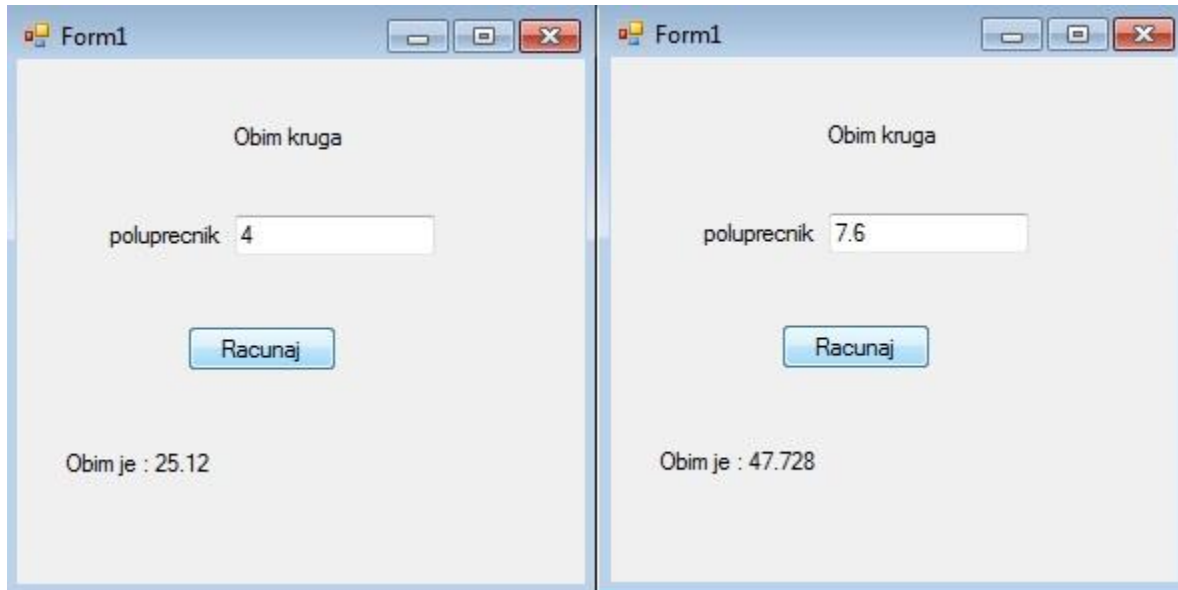 Form1
Obim kruga
poluprecnik 4
Racunaj
Obim je : 25.12
Form1
Obim kruga
poluprecnik 7.6
Racunaj
Obim je : 47.728